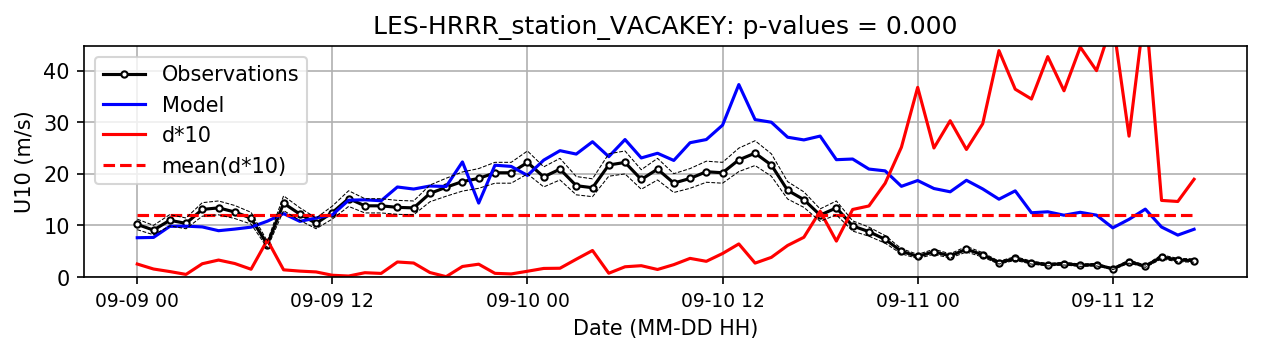 LES-HRRR_station_VACAKEY: p-values = 0.000
U10 (m/s)
40
30
20
10
0
Observations
Model
d*10
mean(d*10)
09-09 00 09-09 12 09-10 00 09-10 12 09-11 00 09-11 12
Date (MM-DD HH)